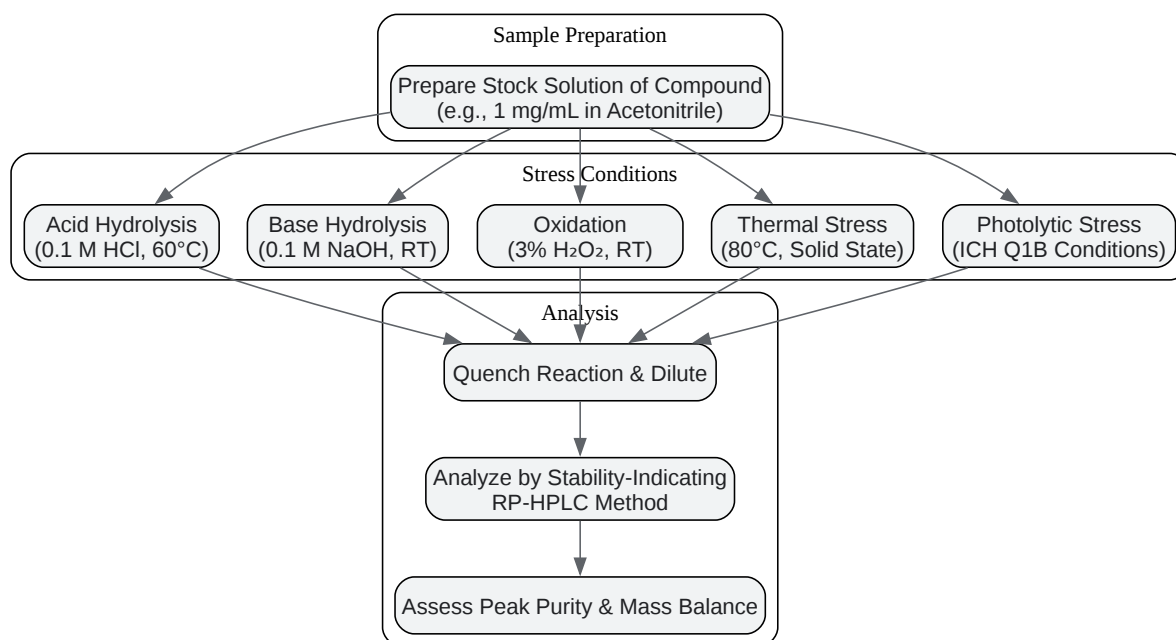 Sample Preparation
Prepare Stock Solution of Compound
(e.g., 1 mg/mL in Acetonitrile)
Stress Conditions
Acid Hydrolysis
(0.1 M HCl, 60°C)
Base Hydrolysis
(0.1 M NaOH, RT)
Oxidation
(3% H₂O₂, RT)
Thermal Stress
(80°C, Solid State)
Photolytic Stress
(ICH Q1B Conditions)
Analysis
Quench Reaction & Dilute
Analyze by Stability-Indicating
RP-HPLC Method
Assess Peak Purity & Mass Balance